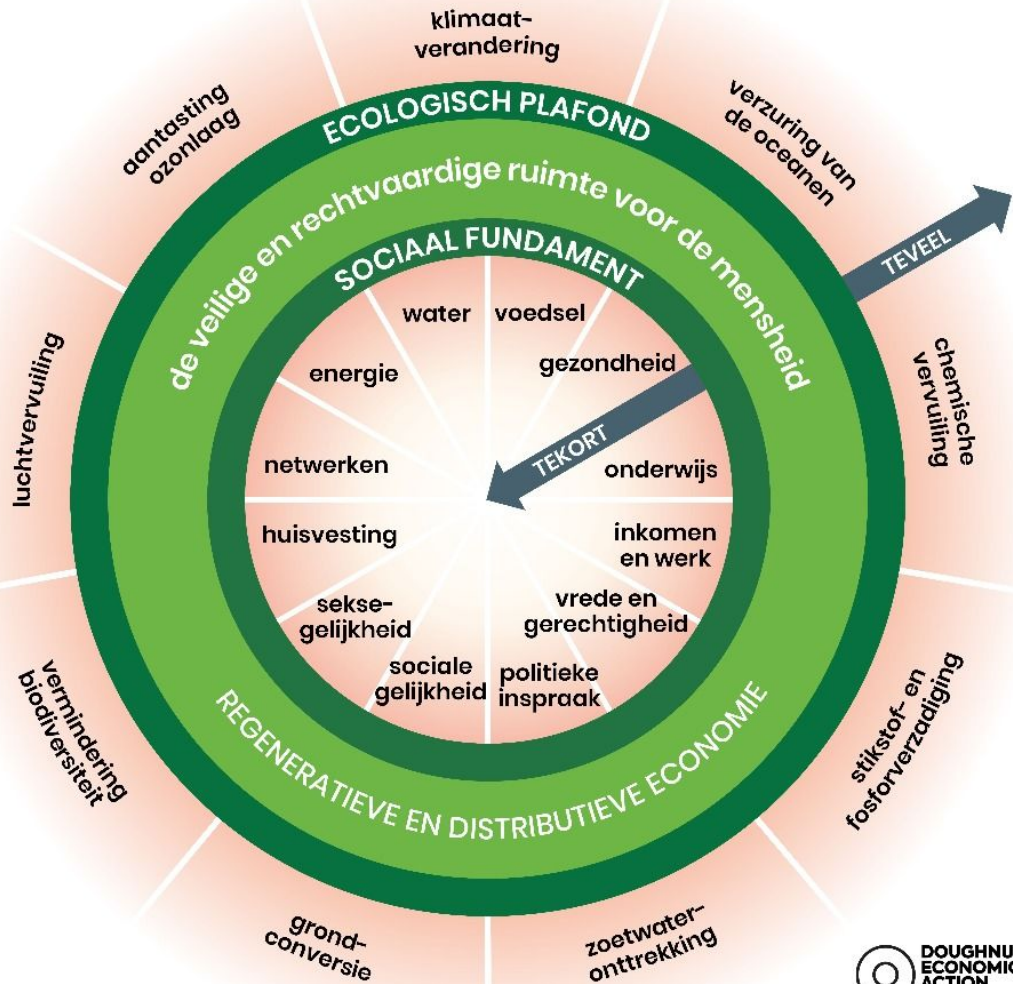 klimaat-
verandering
verzuring van
de oceanen
TEVEEL
chemische
vervuiling
stikstof- en
fosforverzadiging
zoetwater-
onttrekking
grond-
conversie
vermindering
biodiversiteit
luchtvervuiling
aantasting
ozonlaag
ECOLOGISCH PLAFOND
de veilige en rechtvaardige ruimte voor de mensheid
SOCIAAL FUNDAMENT
water
voedsel
energie
gezondheid
TEKORT
netwerken
onderwijs
huisvesting
inkomen
en werk
sekse-
gelijkheid
vrede en
gerechtigheid
sociale
gelijkheid
politieke
inspraak
REGENERATIEVE EN DISTRIBUTIEVE ECONOMIE
DOUGHNU
ECONOMIC
ACTION